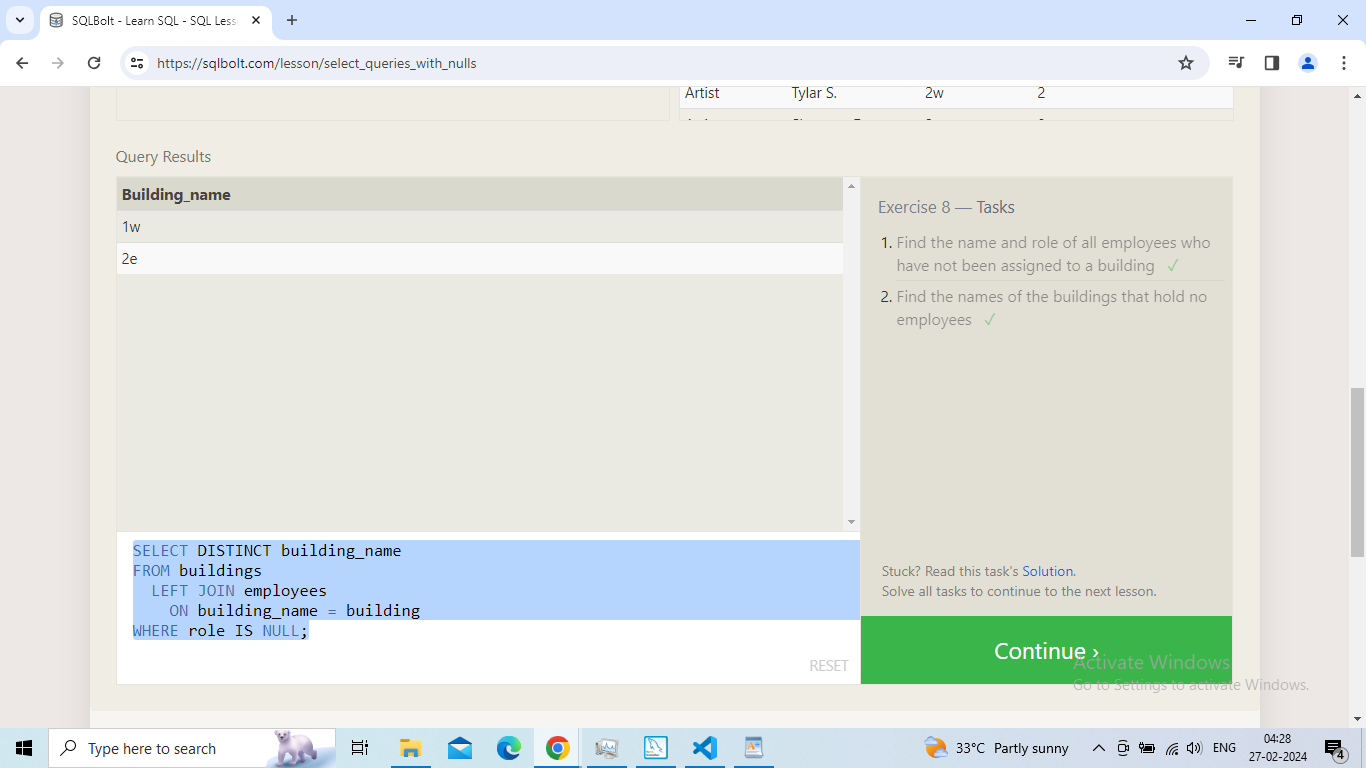 SQLBolt - Learn SQL - SQL Less
https://sqlbolt.com/lesson/select_queries_with_nulls
Artist Tylar S. 2w 2
Query Results
Building_name
1w
2e
Exercise 8 — Tasks
1. Find the name and role of all employees who
have not been assigned to a building ✓
2. Find the names of the buildings that hold no
employees ✓
SELECT DISTINCT building_name
FROM buildings
LEFT JOIN employees
ON building_name = building
WHERE role IS NULL;
RESET
Stuck? Read this task's Solution.
Solve all tasks to continue to the next lesson.
Continue ›
Activate Windows
Go to Settings to activate Windows.
Type here to search
33°C Partly sunny
ENG
04:28
27-02-2024
4